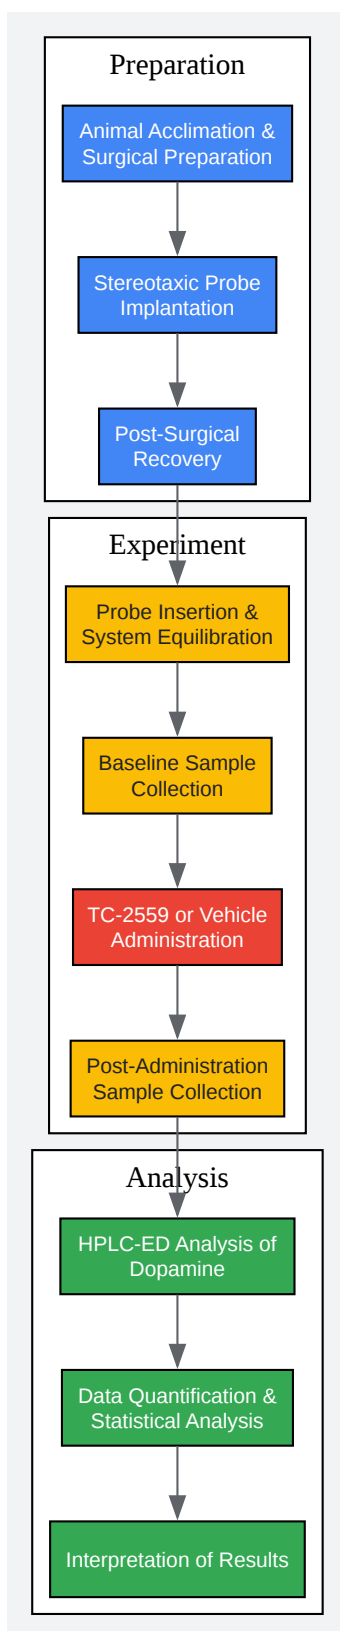 Preparation
Animal Acclimation &
Surgical Preparation
Stereotaxic Probe
Implantation
Post-Surgical
Recovery
Experiment
Probe Insertion &
System Equilibration
Baseline Sample
Collection
TC-2559 or Vehicle
Administration
Post-Administration
Sample Collection
Analysis
HPLC-ED Analysis of
Dopamine
Data Quantification &
Statistical Analysis
Interpretation of Results